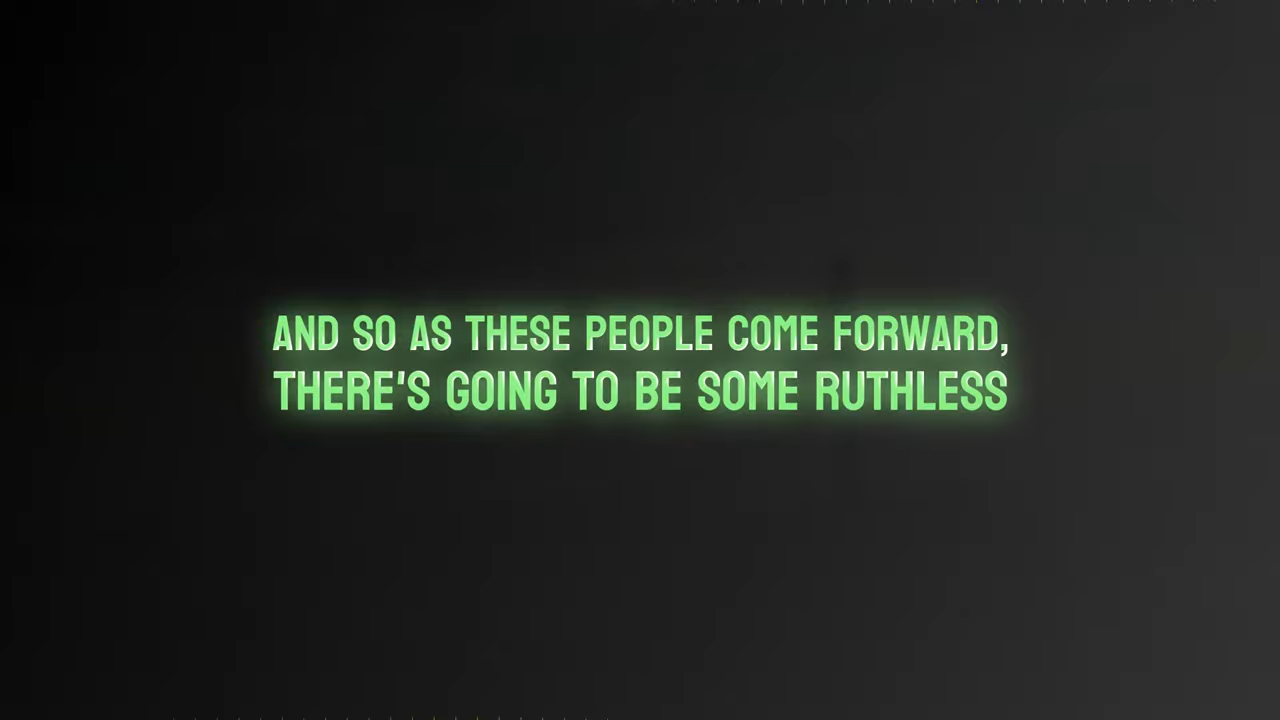 AND SO AS THESE PEOPLE COME FORWARD,
THERE'S GOING TO BE SOME RUTHLESS